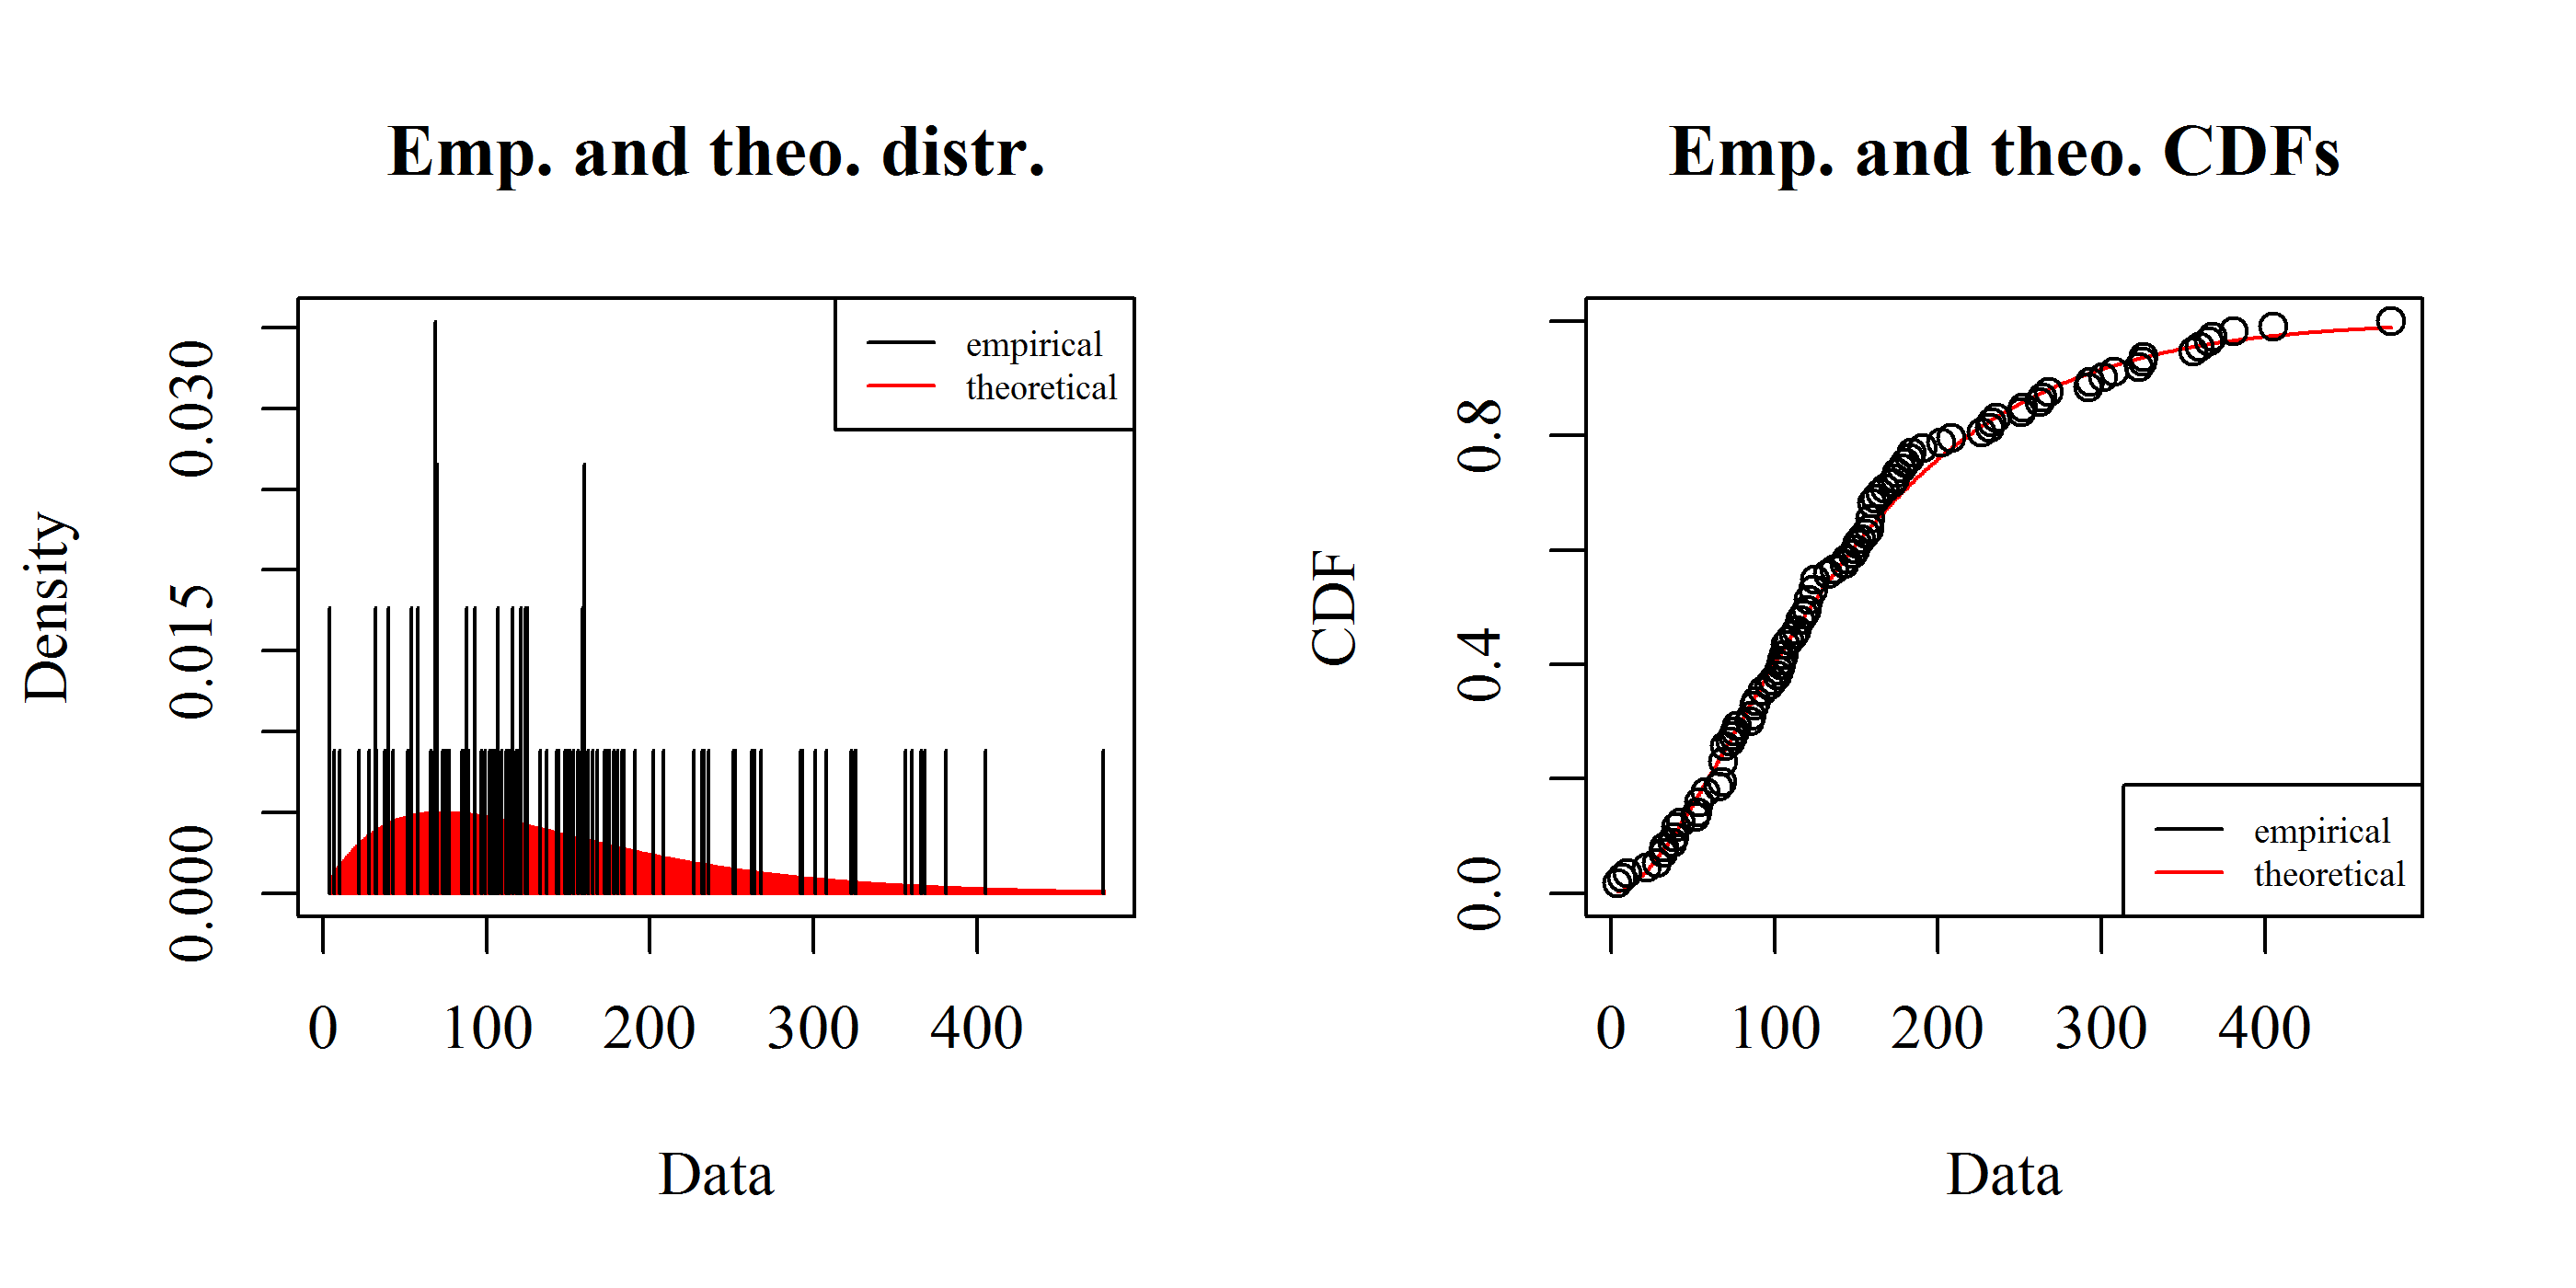 Emp. and theo. distr.
Density
0.000 0.015 0.030
empirical
theoretical
0 100 200 300 400
Data
Emp. and theo. CDFs
CDF
0.0 0.4 0.8
empirical
theoretical
0 100 200 300 400
Data